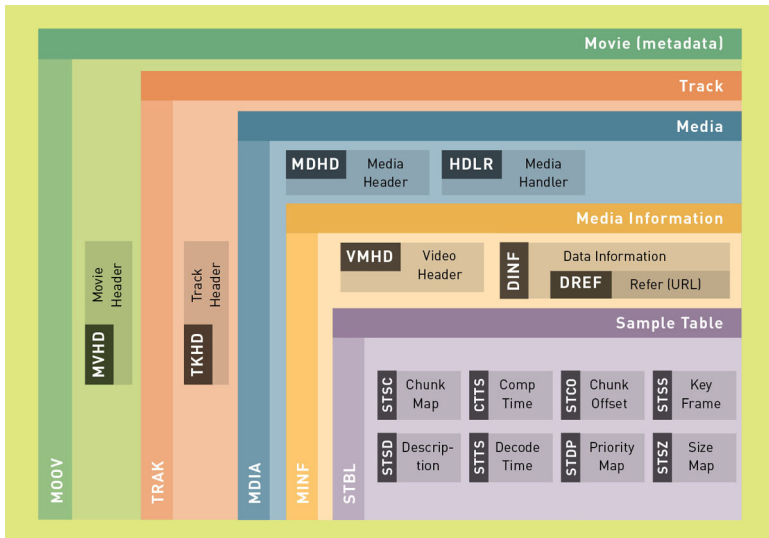 Movie (metadata)
Track
Media
MDHD
Media
Header
HDLR
Media
Handler
Media Information
VMHD
Video
Header
DINF
Data Information
DREF
Refer (URL)
Movie
Header
MVHD
Track
Header
TKHD
Sample Table
STSC
Chunk
Map
CTTS
Comp
Time
STCO
Chunk
Offset
STSS
Key
Frame
STSD
Descrip-
tion
STTS
Decode
Time
STDP
Priority
Map
STSZ
Size
Map
MOOV
TRAK
MDIA
MINF
STBL